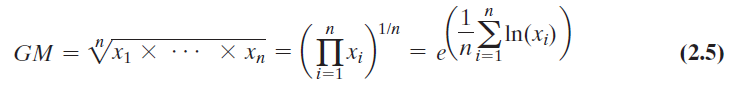 GM = ⁿ√(x₁ × ··· × xₙ) = (∏ᵢ₌₁ⁿ xᵢ)^(1/n) = e^((1/n) ∑ᵢ₌₁ⁿ ln(xᵢ)) (2.5)